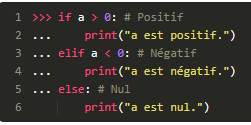 1 >>> if a > 0: # Positif
2 ...     print("a est positif.")
3 ... elif a < 0: # Négatif
4 ...     print("a est négatif.")
5 ... else: # Nul
6       print("a est nul.")